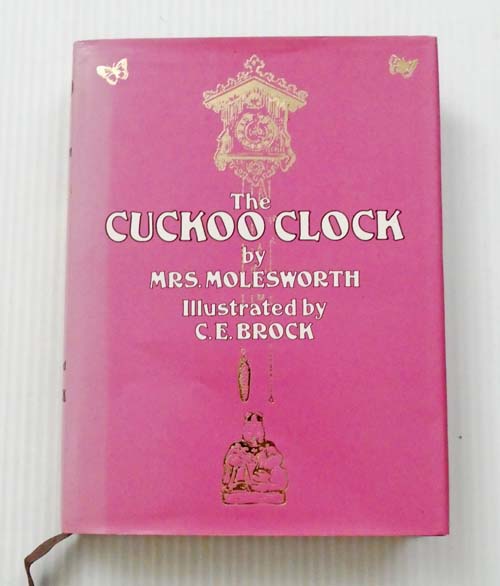 The
CUCKOO CLOCK
by
MRS. MOLESWORTH
Illustrated by
C. E. BROCK